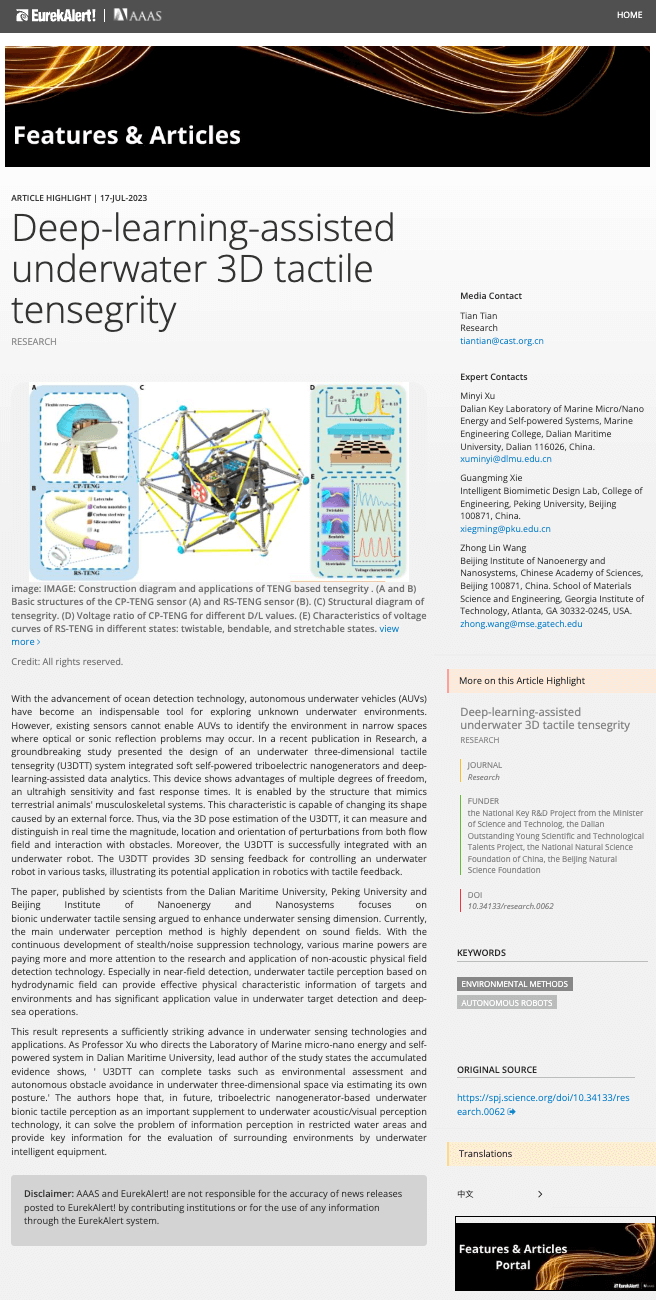 EurekAlert! | AAAS
HOME
Features & Articles
ARTICLE HIGHLIGHT | 17-JUL-2023
Deep-learning-assisted
underwater 3D tactile
tensegrity
RESEARCH
A
Flexible cover
Cu
End cap
Latch
Carbon fiber rod
CP-TENG
B
Latex tube
Carbon nanotubes
Carbon steel wire
Silicone rubber
Ag
RS-TENG
C
D
Voltage ratio
E
Twistable
Bendable
Stretchable
Voltage characteristics
image: IMAGE: Construction diagram and applications of TENG based tensegrity . (A and B)
Basic structures of the CP-TENG sensor (A) and RS-TENG sensor (B). (C) Structural diagram of
tensegrity. (D) Voltage ratio of CP-TENG for different D/L values. (E) Characteristics of voltage
curves of RS-TENG in different states: twistable, bendable, and stretchable states. view
more >
Credit: All rights reserved.
With the advancement of ocean detection technology, autonomous underwater vehicles (AUVs)
have become an indispensable tool for exploring unknown underwater environments.
However, existing sensors cannot enable AUVs to identify the environment in narrow spaces
where optical or sonic reflection problems may occur. In a recent publication in Research, a
groundbreaking study presented the design of an underwater three-dimensional tactile
tensegrity (U3DTT) system integrated soft self-powered triboelectric nanogenerators and deep-
learning-assisted data analytics. This device shows advantages of multiple degrees of freedom,
an ultrahigh sensitivity and fast response times. It is enabled by the structure that mimics
terrestrial animals' musculoskeletal systems. This characteristic is capable of changing its shape
caused by an external force. Thus, via the 3D pose estimation of the U3DTT, it can measure and
distinguish in real time the magnitude, location and orientation of perturbations from both flow
field and interaction with obstacles. Moreover, the U3DTT is successfully integrated with an
underwater robot. The U3DTT provides 3D sensing feedback for controlling an underwater
robot in various tasks, illustrating its potential application in robotics with tactile feedback.
The paper, published by scientists from the Dalian Maritime University, Peking University and
Beijing Institute of Nanoenergy and Nanosystems focuses on
bionic underwater tactile sensing argued to enhance underwater sensing dimension. Currently,
the main underwater perception method is highly dependent on sound fields. With the
continuous development of stealth/noise suppression technology, various marine powers are
paying more and more attention to the research and application of non-acoustic physical field
detection technology. Especially in near-field detection, underwater tactile perception based on
hydrodynamic field can provide effective physical characteristic information of targets and
environments and has significant application value in underwater target detection and deep-
sea operations.
This result represents a sufficiently striking advance in underwater sensing technologies and
applications. As Professor Xu who directs the Laboratory of Marine micro-nano energy and self-
powered system in Dalian Maritime University, lead author of the study states the accumulated
evidence shows, ' U3DTT can complete tasks such as environmental assessment and
autonomous obstacle avoidance in underwater three-dimensional space via estimating its own
posture.' The authors hope that, in future, triboelectric nanogenerator-based underwater
bionic tactile perception as an important supplement to underwater acoustic/visual perception
technology, it can solve the problem of information perception in restricted water areas and
provide key information for the evaluation of surrounding environments by underwater
intelligent equipment.
Disclaimer: AAAS and EurekAlert! are not responsible for the accuracy of news releases
posted to EurekAlert! by contributing institutions or for the use of any information
through the EurekAlert system.
Media Contact
Tian Tian
Research
tiantian@cast.org.cn
Expert Contacts
Minyi Xu
Dalian Key Laboratory of Marine Micro/Nano
Energy and Self-powered Systems, Marine
Engineering College, Dalian Maritime
University, Dalian 116026, China.
xuminyi@dlmu.edu.cn
Guangming Xie
Intelligent Biomimetic Design Lab, College of
Engineering, Peking University, Beijing
100871, China.
xiegming@pku.edu.cn
Zhong Lin Wang
Beijing Institute of Nanoenergy and
Nanosystems, Chinese Academy of Sciences,
Beijing 100871, China. School of Materials
Science and Engineering, Georgia Institute of
Technology, Atlanta, GA 30332-0245, USA.
zhong.wang@mse.gatech.edu
More on this Article Highlight
Deep-learning-assisted
underwater 3D tactile tensegrity
RESEARCH
JOURNAL
Research
FUNDER
the National Key R&D Project from the Minister
of Science and Technolog, the Dalian
Outstanding Young Scientific and Technological
Talents Project, the National Natural Science
Foundation of China, the Beijing Natural
Science Foundation
DOI
10.34133/research.0062
KEYWORDS
ENVIRONMENTAL METHODS
AUTONOMOUS ROBOTS
ORIGINAL SOURCE
https://spj.science.org/doi/10.34133/res
earch.0062
Translations
中文
Features & Articles
Portal
EurekAlert!